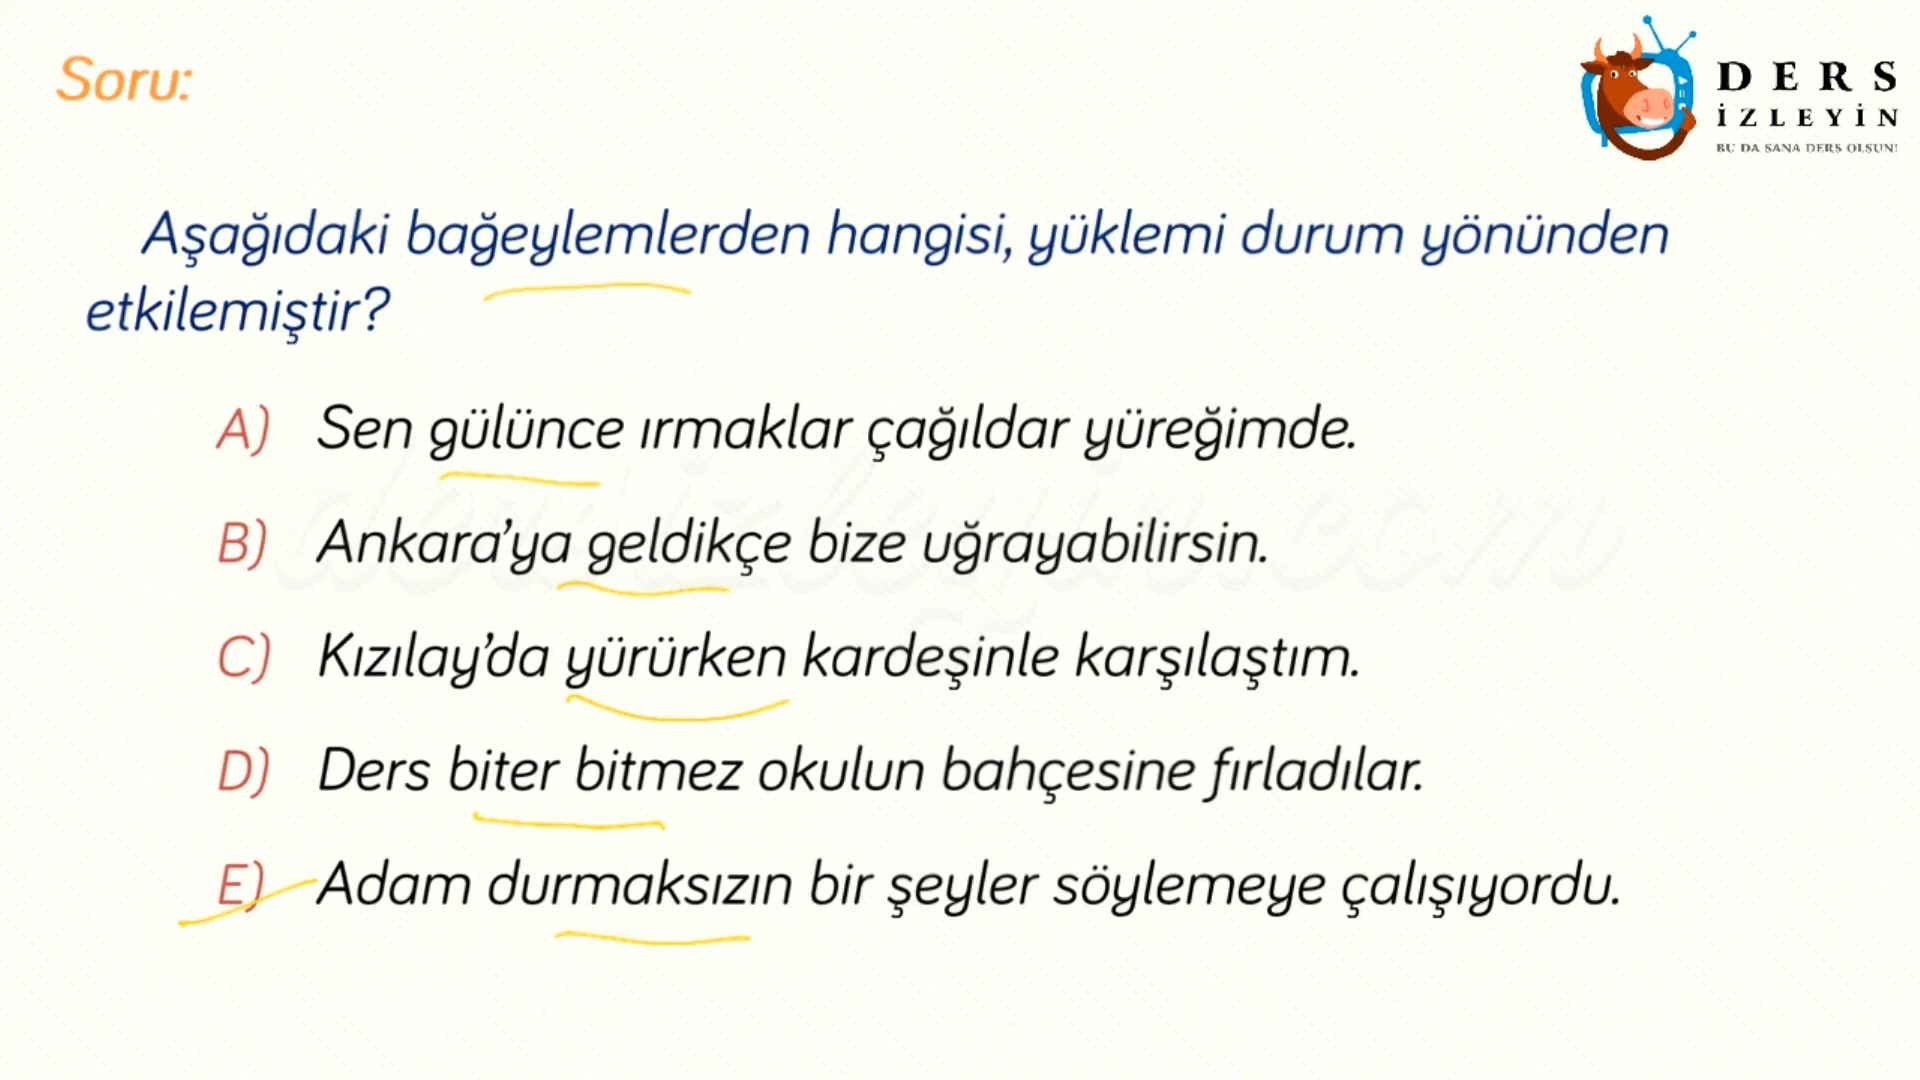 Soru:
DERS
İZLEYİN
BU DA SANA DERS OLSUN!
Aşağıdaki bağeylemlerden hangisi, yüklemi durum yönünden
etkilemiştir?
A) Sen gülünce ırmaklar çağıldar yüreğimde.
B) Ankara'ya geldikçe bize uğrayabilirsin.
C) Kızılay'da yürürken kardeşinle karşılaştım.
D) Ders biter bitmez okulun bahçesine fırladılar.
E) Adam durmaksızın bir şeyler söylemeye çalışıyordu.
dersizleyin.com